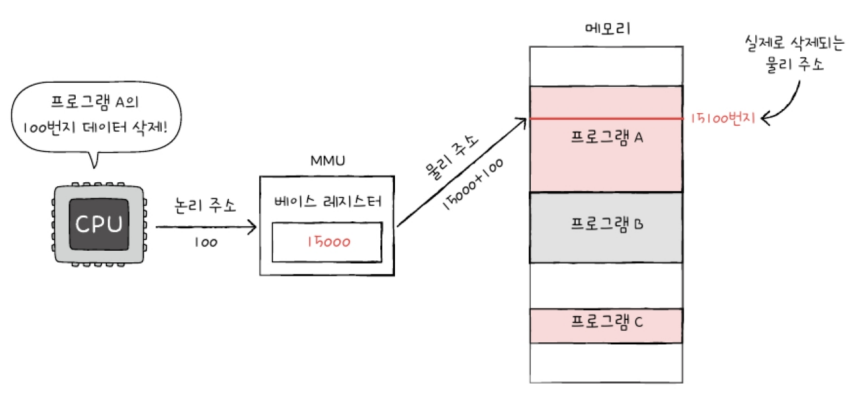 메모리
실제로 삭제되는
물리 주소
프로그램 A의
100번지 데이터 삭제!
15100번지
프로그램 A
물리 주소
15000+100
MMU
베이스 레지스터
15000
논리 주소
100
CPU
프로그램 B
프로그램 C